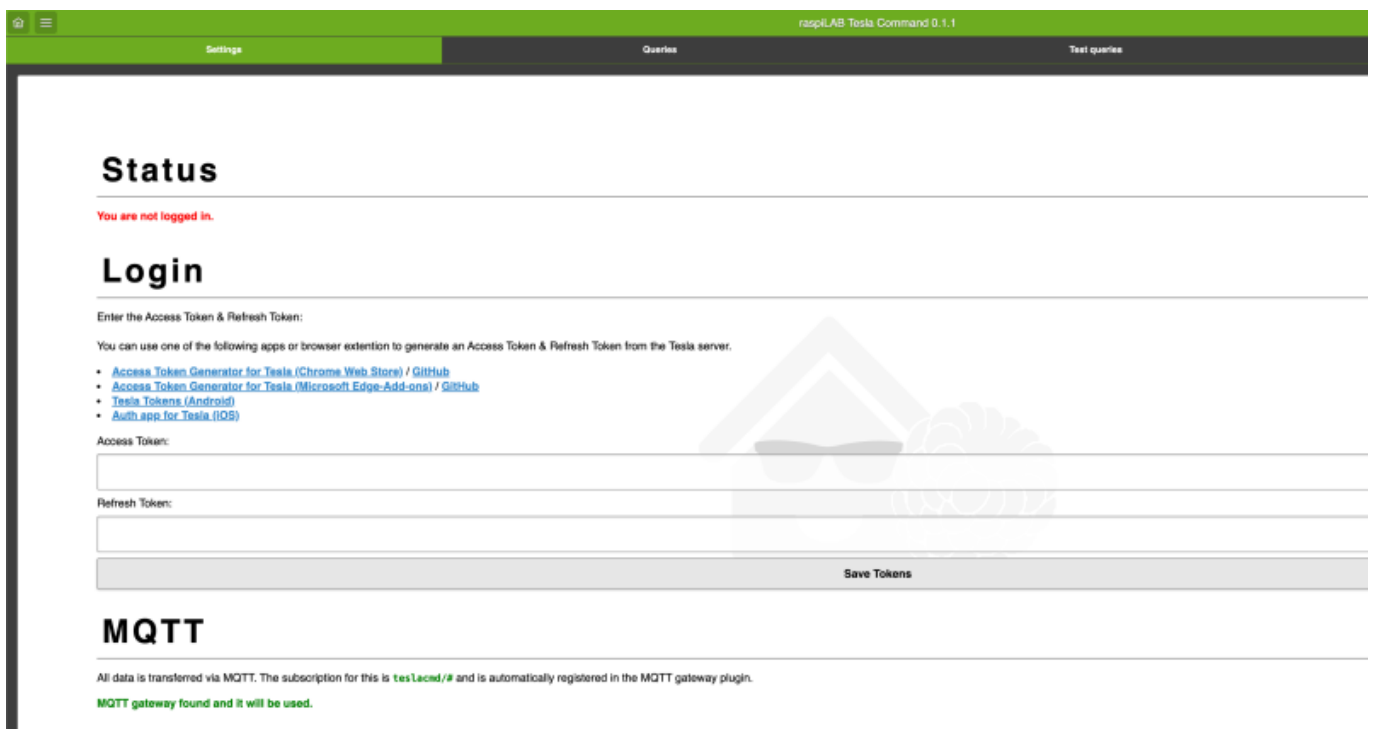 raspiLAB Tesla Command 0.1.1
Settings Queries Test queries
Status
You are not logged in.
Login
Enter the Access Token & Refresh Token:
You can use one of the following apps or browser extention to generate an Access Token & Refresh Token from the Tesla server.
• Access Token Generator for Tesla (Chrome Web Store) / GitHub
• Access Token Generator for Tesla (Microsoft Edge-Add-ons) / GitHub
• Tesla Tokens (Android)
• Auth app for Tesla (iOS)
Access Token:
Refresh Token:
Save Tokens
MQTT
All data is transferred via MQTT. The subscription for this is teslacmd/# and is automatically registered in the MQTT gateway plugin.
MQTT gateway found and it will be used.